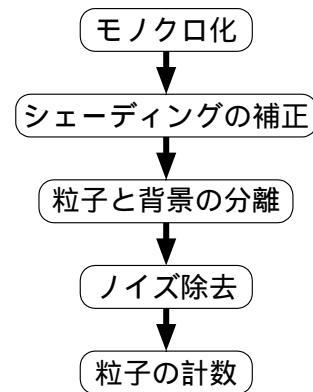 モノクロ化
シェーディングの補正
粒子と背景の分離
ノイズ除去
粒子の計数